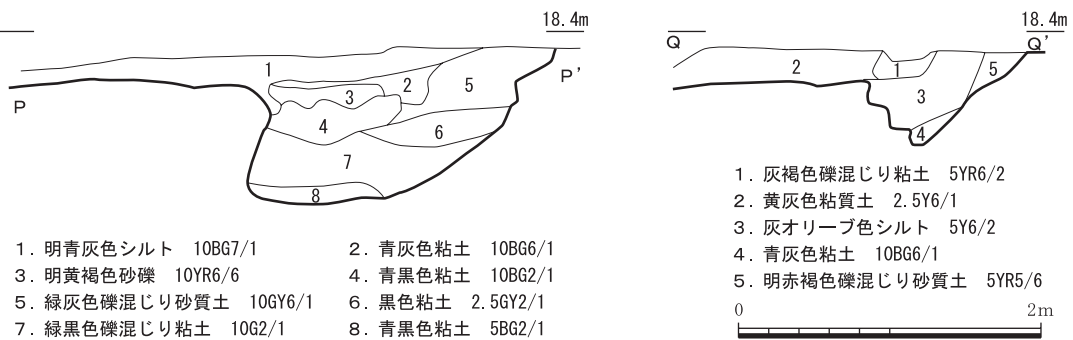 18.4m
P
P'
1
2
3
4
5
6
7
8
1. 明青灰色シルト 10BG7/1
2. 青灰色粘土 10BG6/1
3. 明黄褐色砂礫 10YR6/6
4. 青黒色粘土 10BG2/1
5. 緑灰色礫混じり砂質土 10GY6/1
6. 黒色粘土 2.5GY2/1
7. 緑黒色礫混じり粘土 10G2/1
8. 青黒色粘土 5BG2/1
18.4m
Q
Q'
1
2
3
4
5
1. 灰褐色礫混じり粘土 5YR6/2
2. 黄灰色粘質土 2.5Y6/1
3. 灰オリーブ色シルト 5Y6/2
4. 青灰色粘土 10BG6/1
5. 明赤褐色礫混じり砂質土 5YR5/6
0 2m